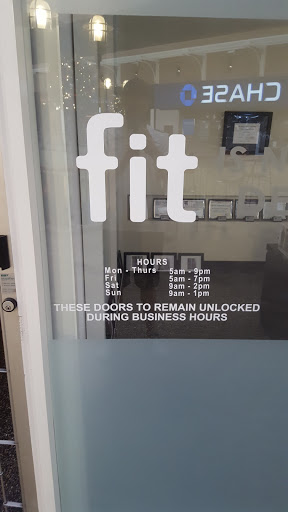 CHASE
fit
HOURS
Mon - Thurs 5am - 9pm
Fri 5am - 7pm
Sat 9am - 2pm
Sun 9am - 1pm
THESE DOORS TO REMAIN UNLOCKED
DURING BUSINESS HOURS